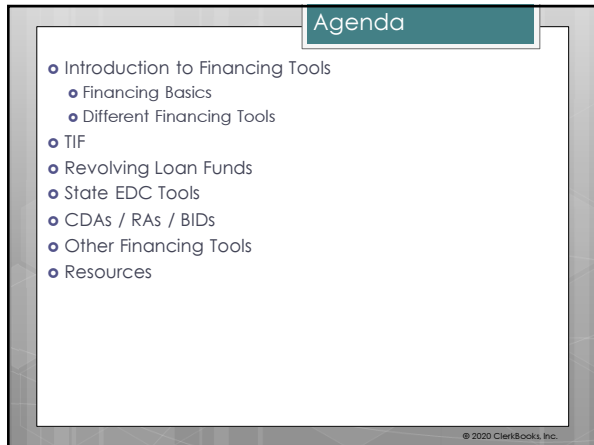 Agenda
Introduction to Financing Tools
Financing Basics
Different Financing Tools
TIF
Revolving Loan Funds
State EDC Tools
CDAs / RAs / BIDs
Other Financing Tools
Resources
© 2020 ClerkBooks, Inc.